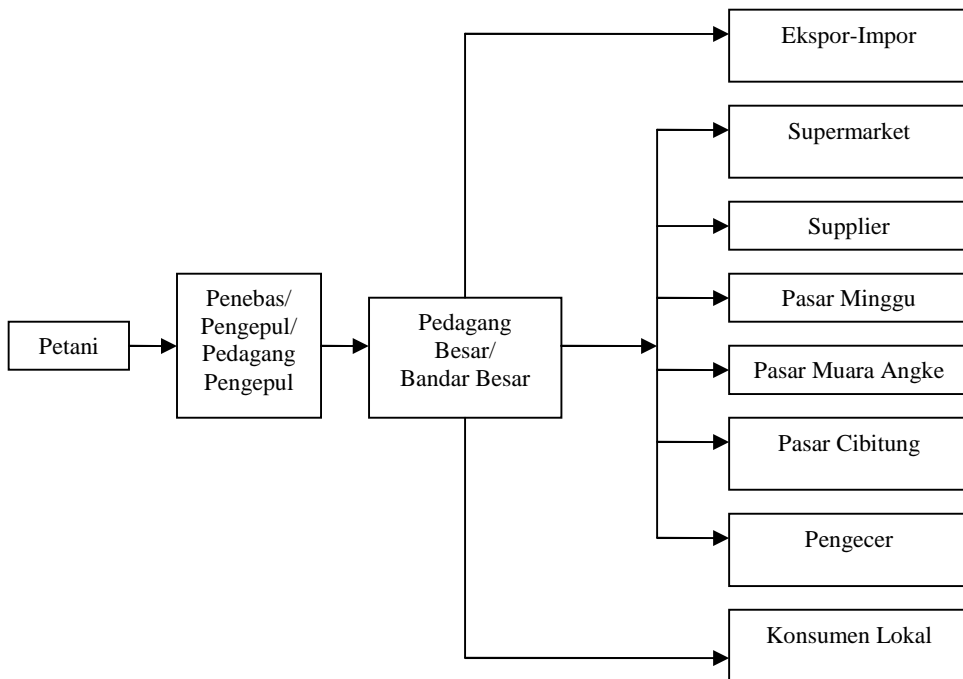 Petani
Penebas/
Pengepul/
Pedagang
Pengepul
Pedagang
Besar/
Bandar Besar
Ekspor-Impor
Supermarket
Supplier
Pasar Minggu
Pasar Muara Angke
Pasar Cibitung
Pengecer
Konsumen Lokal